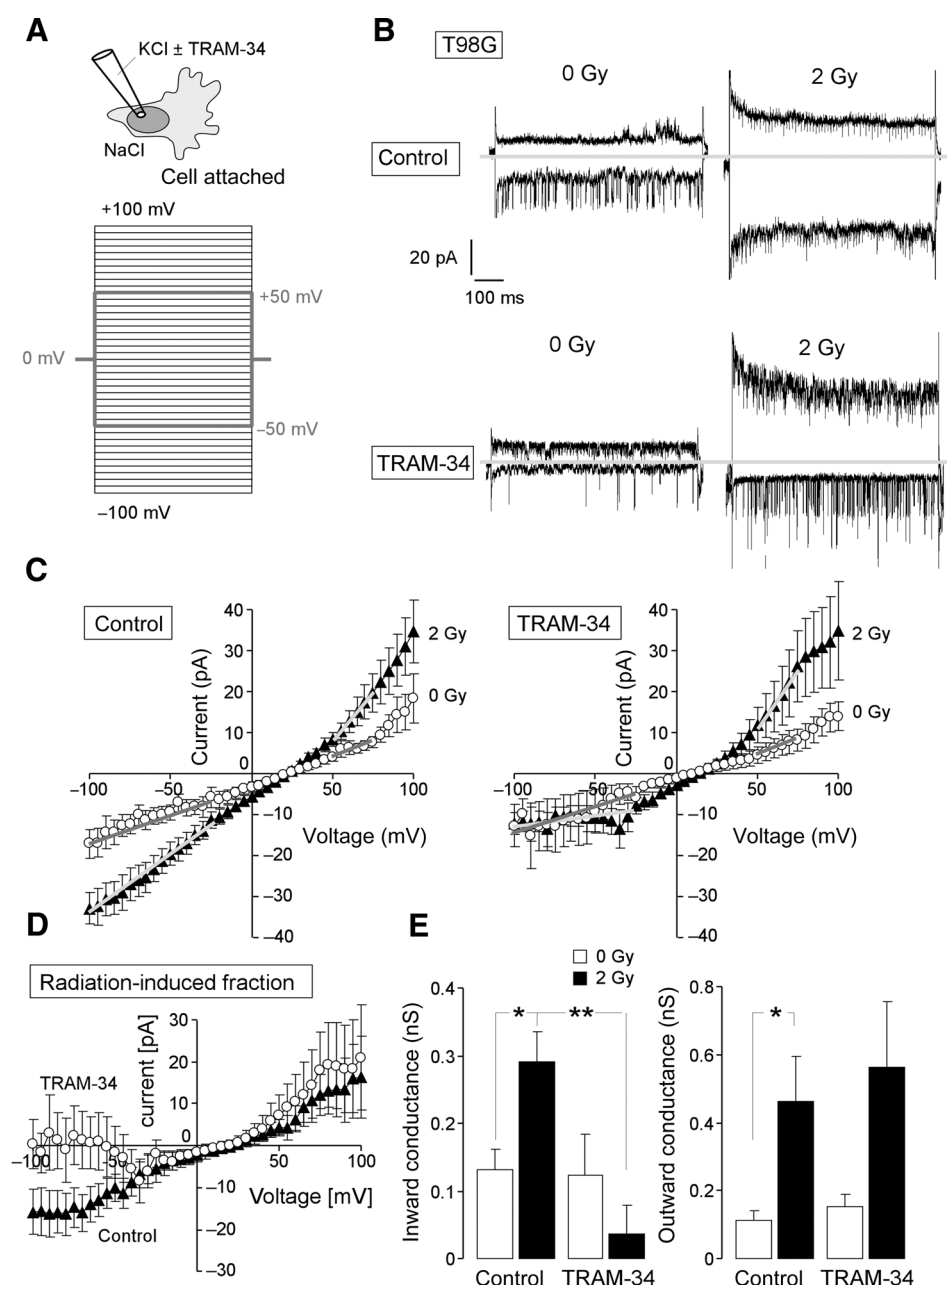 A
KCl ± TRAM-34
NaCl
Cell attached
+100 mV
+50 mV
0 mV
–50 mV
–100 mV
B
T98G
0 Gy
2 Gy
Control
20 pA
100 ms
0 Gy
2 Gy
TRAM-34
C
Control
Current (pA)
40
30
20
10
0
–10
–20
–30
–40
–100
–50
50
100
Voltage (mV)
2 Gy
0 Gy
TRAM-34
Current (pA)
40
30
20
10
0
–10
–20
–30
–40
–100
–50
50
100
Voltage (mV)
2 Gy
0 Gy
D
Radiation-induced fraction
current [pA]
30
20
10
0
–10
–20
–30
TRAM-34
–100
–50
50
100
Voltage [mV]
Control
E
0 Gy
2 Gy
Inward conductance (nS)
0.4
0.3
0.2
0.1
0
*
**
Control
TRAM-34
Outward conductance (nS)
0.8
0.6
0.4
0.2
0
*
Control
TRAM-34